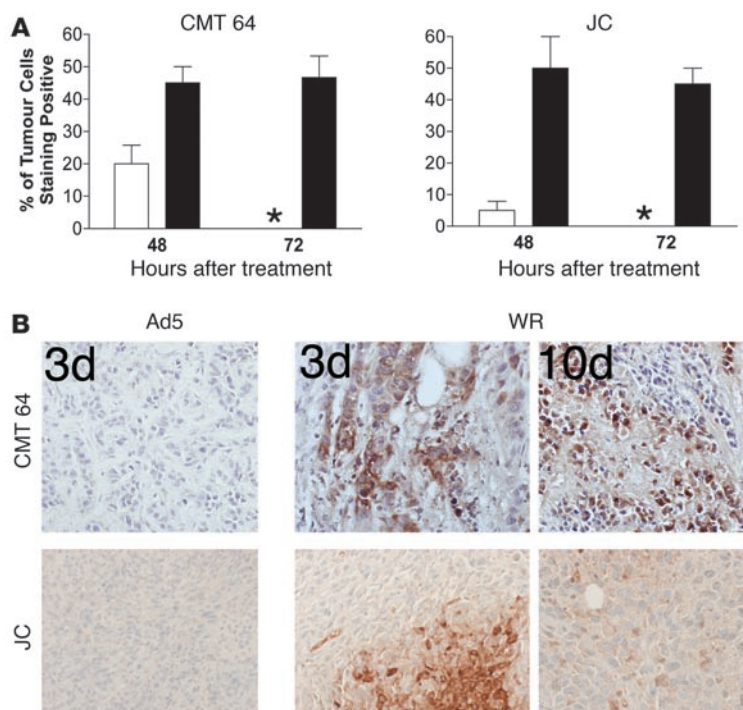 A
CMT 64
JC
% of Tumour Cells
Staining Positive
60
50
40
30
20
10
0
*
48
72
Hours after treatment
60
50
40
30
20
10
0
*
48
72
Hours after treatment
B
Ad5
WR
CMT 64
3d
3d
10d
JC